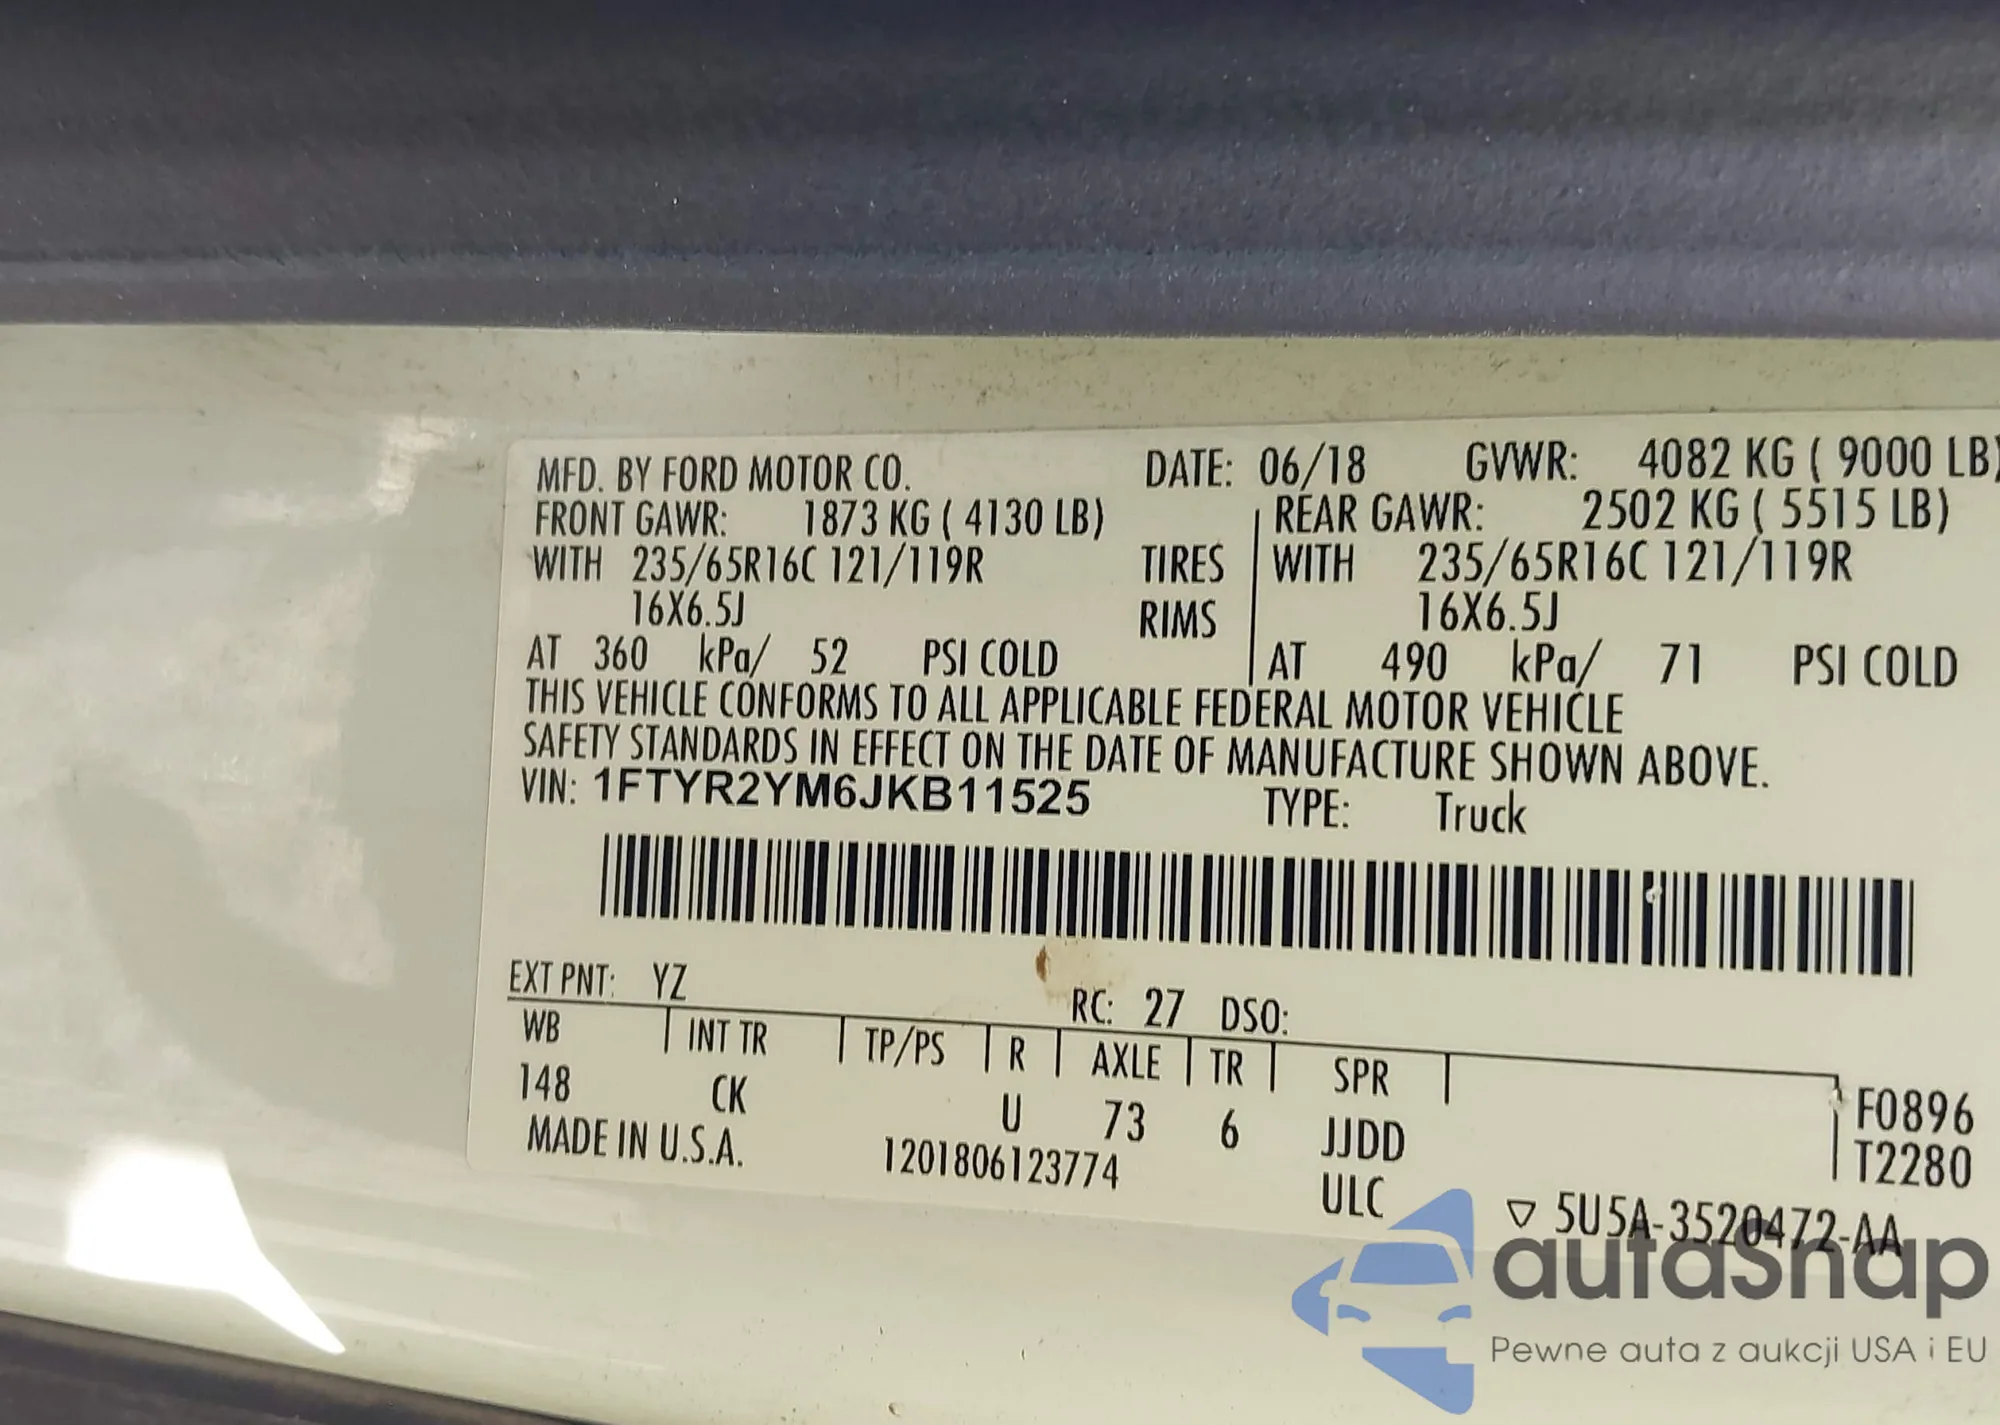 MFD. BY FORD MOTOR CO. DATE: 06/18 GVWR: 4082 KG ( 9000 LB)
FRONT GAWR: 1873 KG ( 4130 LB) REAR GAWR: 2502 KG ( 5515 LB)
WITH 235/65R16C 121/119R TIRES WITH 235/65R16C 121/119R
16X6.5J RIMS 16X6.5J
AT 360 kPa/ 52 PSI COLD AT 490 kPa/ 71 PSI COLD
THIS VEHICLE CONFORMS TO ALL APPLICABLE FEDERAL MOTOR VEHICLE
SAFETY STANDARDS IN EFFECT ON THE DATE OF MANUFACTURE SHOWN ABOVE.
VIN: 1FTYR2YM6JKB11525 TYPE: Truck
EXT PNT: YZ RC: 27 DSO:
WB INT TR TP/PS R AXLE TR SPR
148 CK U 73 6 JJDD F0896
MADE IN U.S.A. 1201806123774 ULC T2280
▽ 5U5A-3520472-AA
autaSnap
Pewne auta z aukcji USA i EU